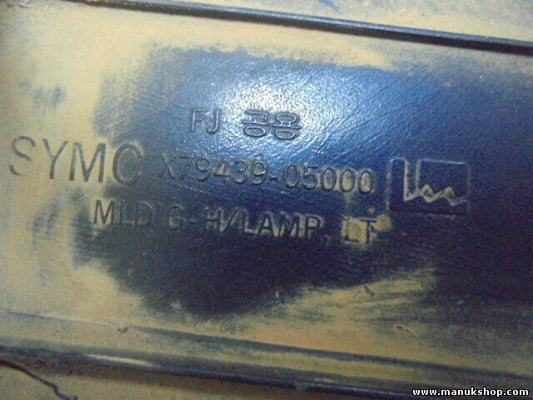 FJ 공용
SYMC X79439-05000
MLD G-H/LAMP, LT
www.manukshop.com